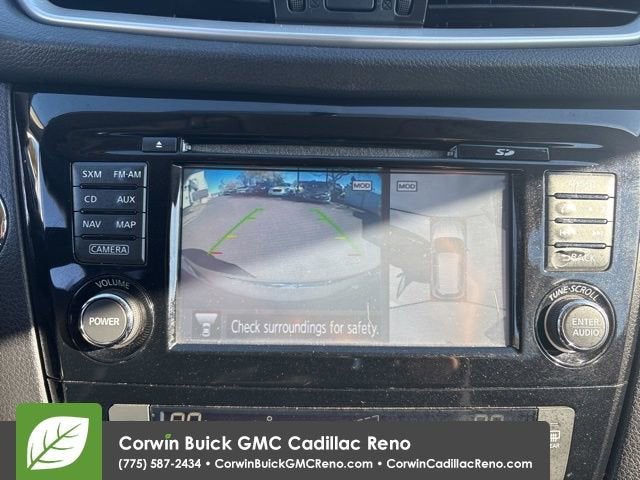 SD
SXM FM·AM
CD AUX
NAV MAP
CAMERA
MOD
MOD
BACK
VOLUME
POWER
TUNE·SCROLL
ENTER
AUDIO
Check surroundings for safety.
Corwin Buick GMC Cadillac Reno
(775) 587-2434 • CorwinBuickGMCReno.com • CorwinCadillacReno.com